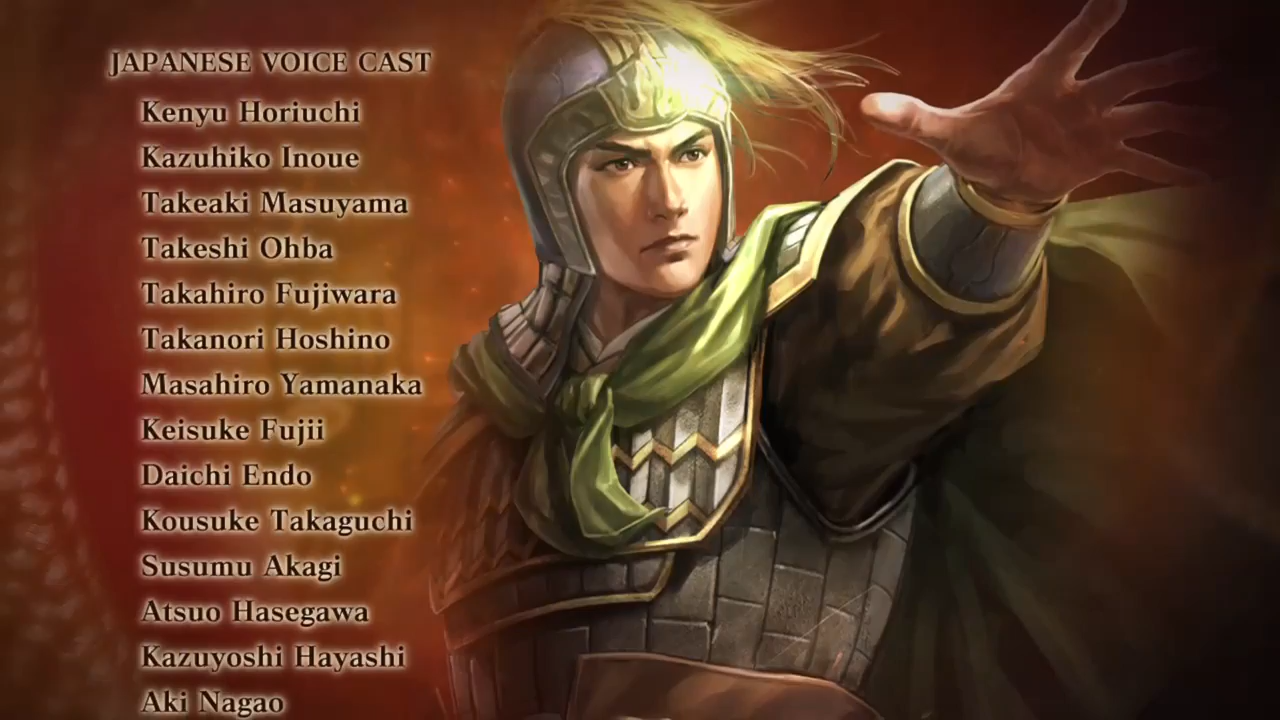 JAPANESE VOICE CAST
Kenyu Horiuchi
Kazuhiko Inoue
Takeaki Masuyama
Takeshi Ohba
Takahiro Fujiwara
Takanori Hoshino
Masahiro Yamanaka
Keisuke Fujii
Daichi Endo
Kousuke Takaguchi
Susumu Akagi
Atsuo Hasegawa
Kazuyoshi Hayashi
Aki Nagao